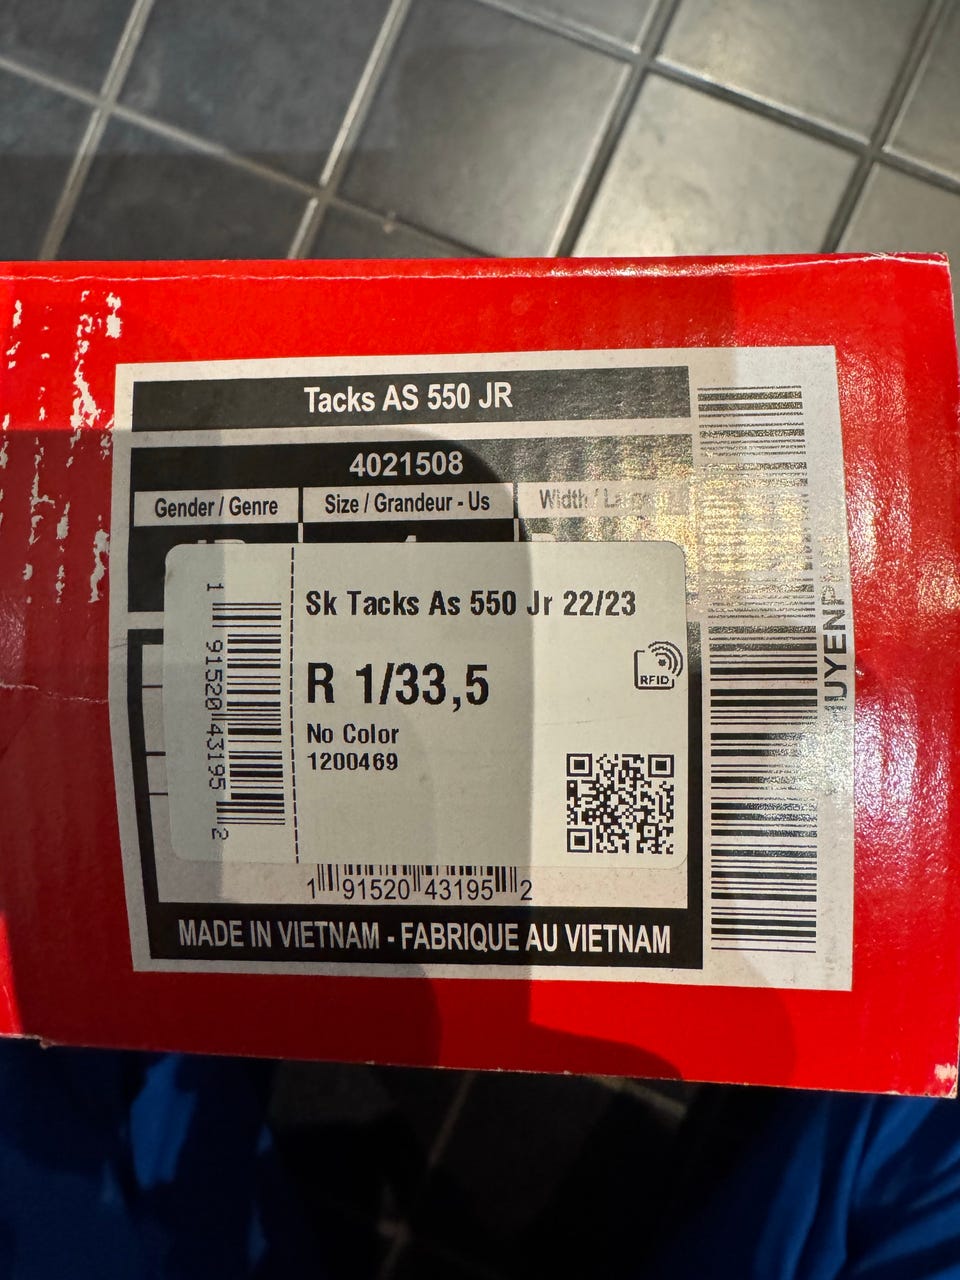 Tacks AS 550 JR
4021508
Gender / Genre
Size / Grandeur - Us
Width /
Sk Tacks As 550 Jr 22/23
R 1/33,5
RFID
No Color
1200469
1 91520 43195 2
1 91520 43195 2
MADE IN VIETNAM - FABRIQUE AU VIETNAM